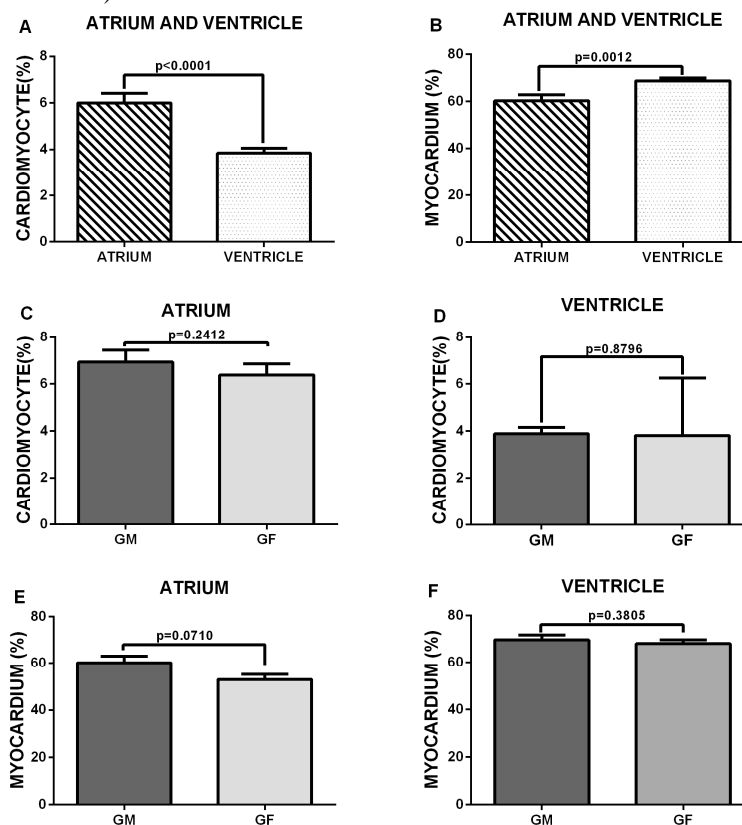 A
ATRIUM AND VENTRICLE
CARDIOMYOCYTE(%)
8
6
4
2
0
p<0.0001
ATRIUM
VENTRICLE
B
ATRIUM AND VENTRICLE
MYOCARDIUM (%)
80
60
40
20
0
p=0.0012
ATRIUM
VENTRICLE
C
ATRIUM
CARDIOMYOCYTE(%)
8
6
4
2
0
p=0.2412
GM
GF
D
VENTRICLE
CARDIOMYOCYTE(%)
8
6
4
2
0
p=0.8796
GM
GF
E
ATRIUM
MYOCARDIUM (%)
80
60
40
20
0
p=0.0710
GM
GF
F
VENTRICLE
MYOCARDIUM (%)
80
60
40
20
0
p=0.3805
GM
GF